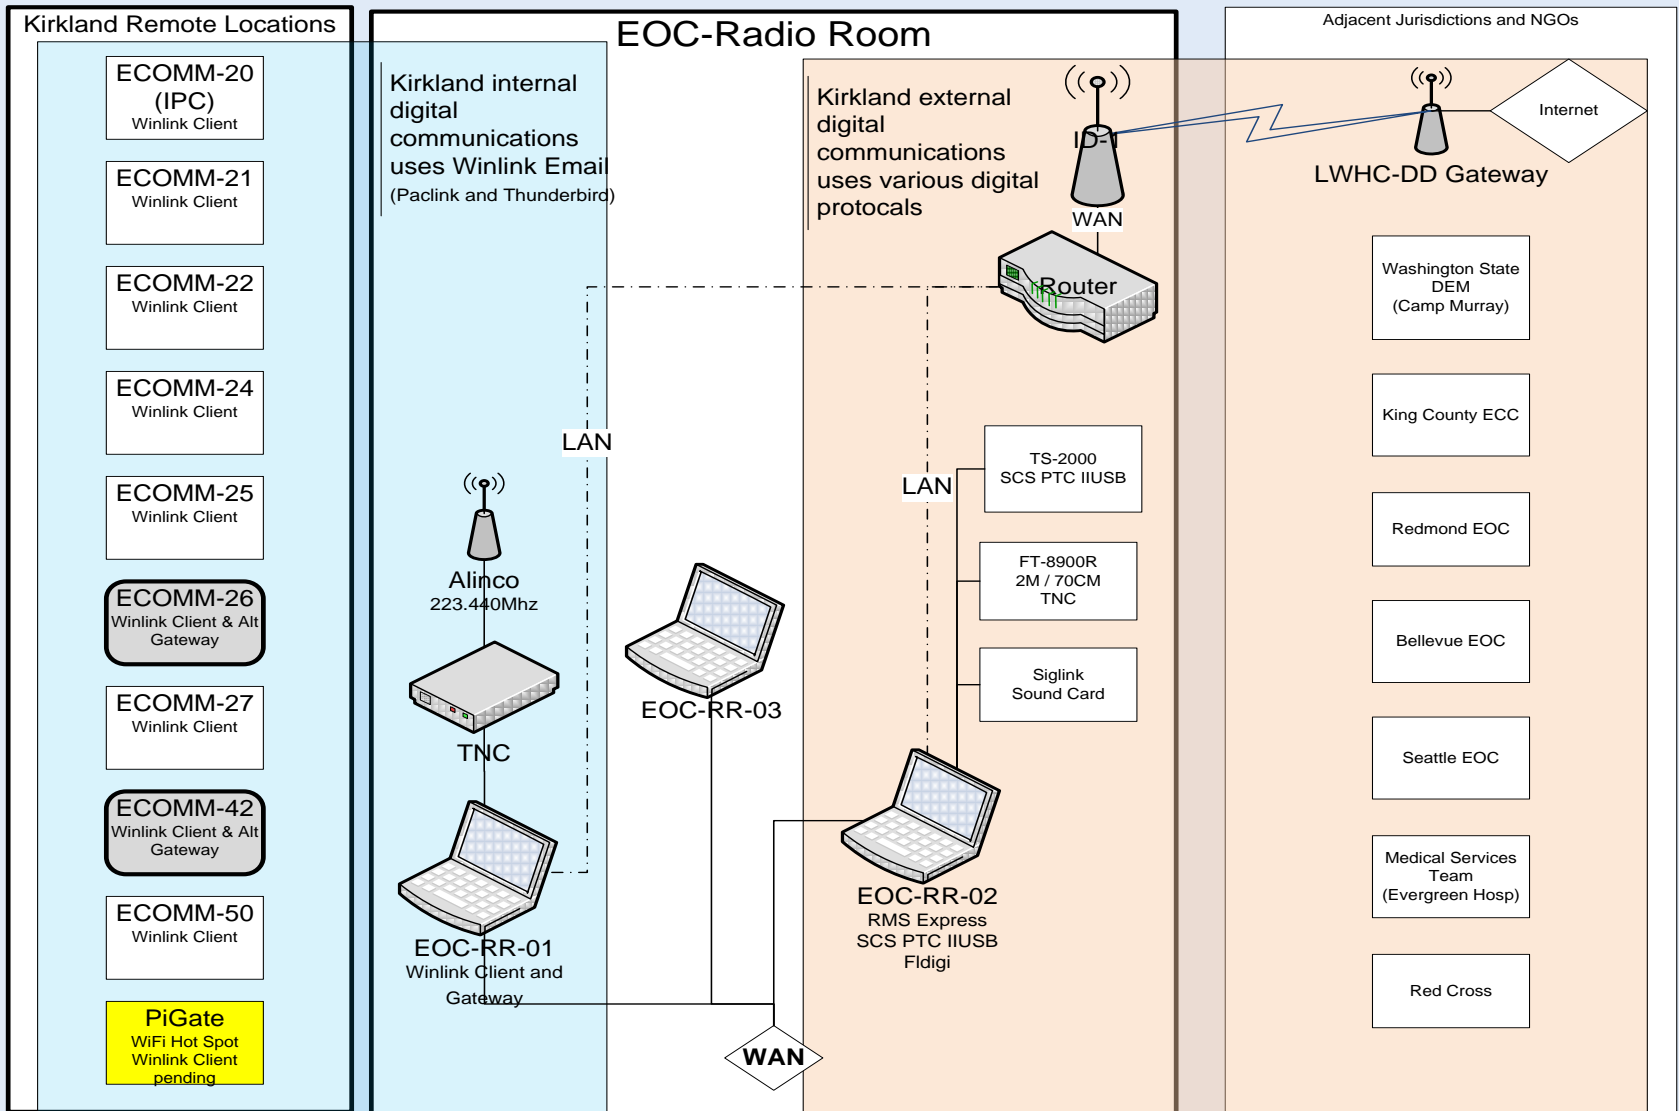 Kirkland Remote Locations
ECOMM-20
(IPC)
Winlink Client
ECOMM-21
Winlink Client
ECOMM-22
Winlink Client
ECOMM-24
Winlink Client
ECOMM-25
Winlink Client
ECOMM-26
Winlink Client & Alt
Gateway
ECOMM-27
Winlink Client
ECOMM-42
Winlink Client & Alt
Gateway
ECOMM-50
Winlink Client
PiGate
WiFi Hot Spot
Winlink Client
pending
EOC-Radio Room
Kirkland internal
digital
communications
uses Winlink Email
(Paclink and Thunderbird)
LAN
Alinco
223.440Mhz
TNC
EOC-RR-01
Winlink Client and
Gateway
EOC-RR-03
WAN
Kirkland external
digital
communications
uses various digital
protocals
ID-1
WAN
Router
LAN
TS-2000
SCS PTC IIUSB
FT-8900R
2M / 70CM
TNC
Siglink
Sound Card
EOC-RR-02
RMS Express
SCS PTC IIUSB
Fldigi
Adjacent Jurisdictions and NGOs
Internet
LWHC-DD Gateway
Washington State
DEM
(Camp Murray)
King County ECC
Redmond EOC
Bellevue EOC
Seattle EOC
Medical Services
Team
(Evergreen Hosp)
Red Cross